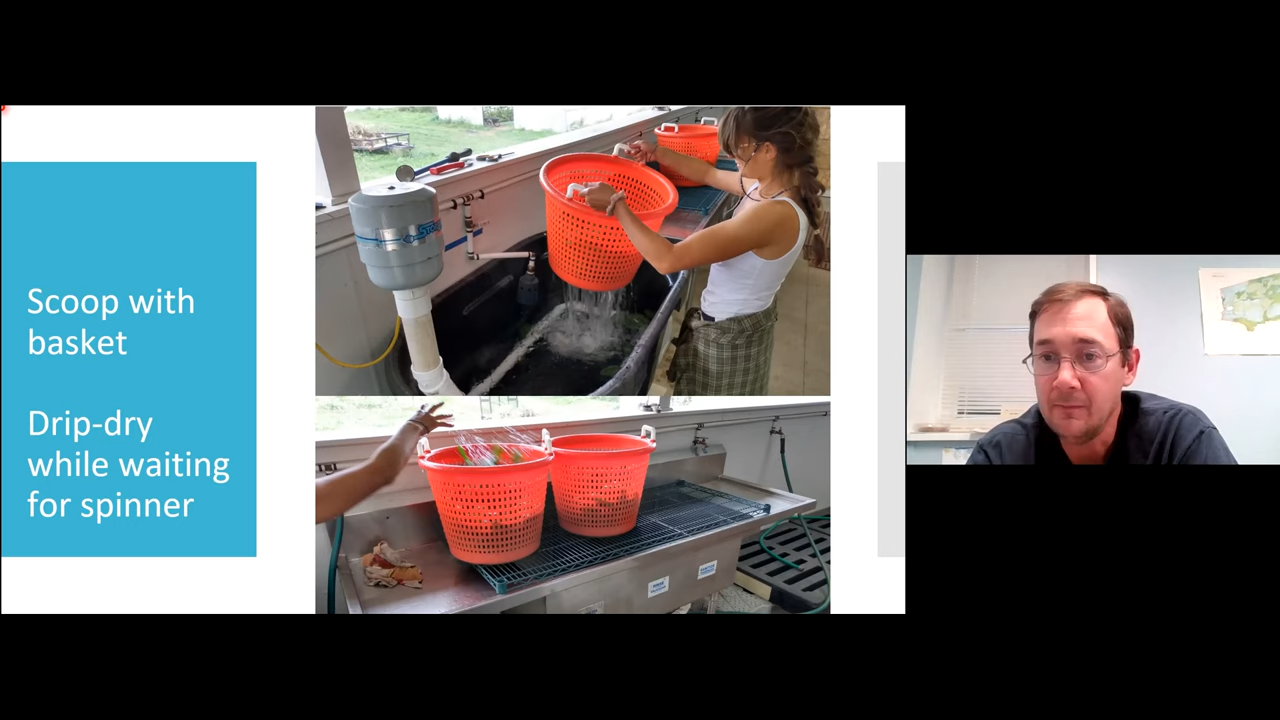 Scoop with
basket
Drip-dry
while waiting
for spinner